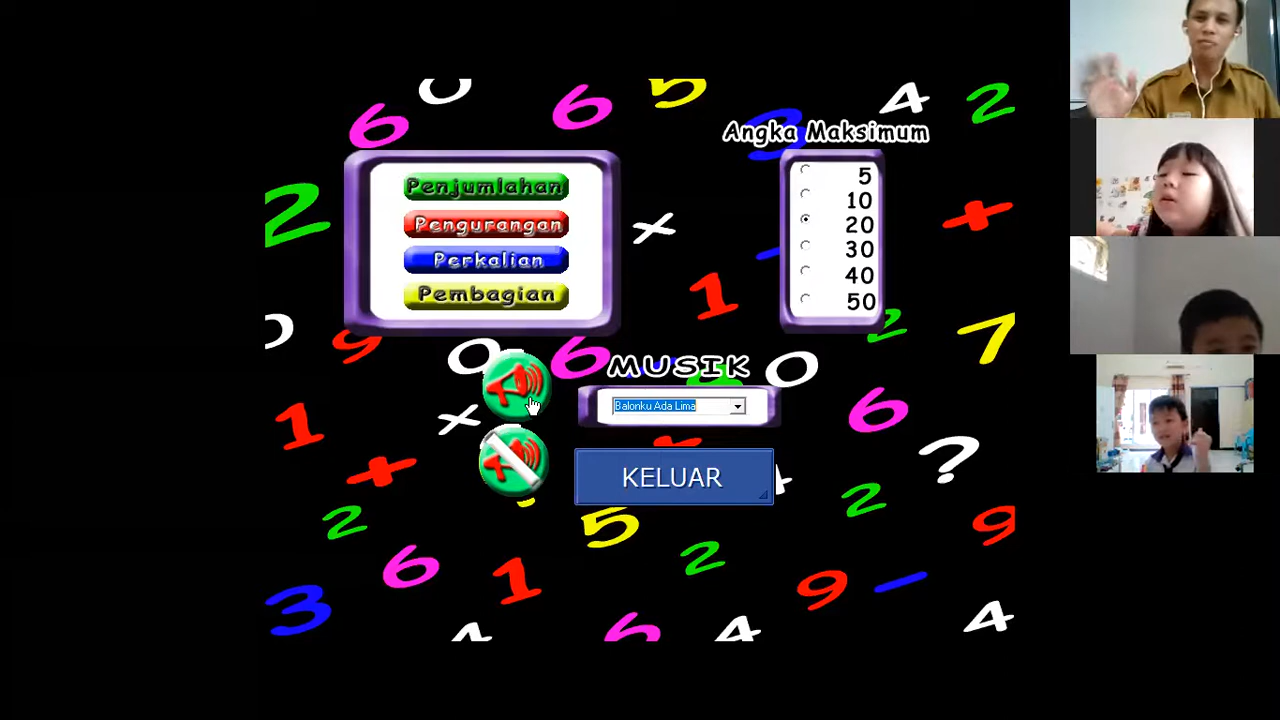 Angka Maksimum
Penjumlahan
Pengurangan
Perkalian
Pembagian
5
10
20
30
40
50
MUSIK
Balonku Ada Lima
KELUAR